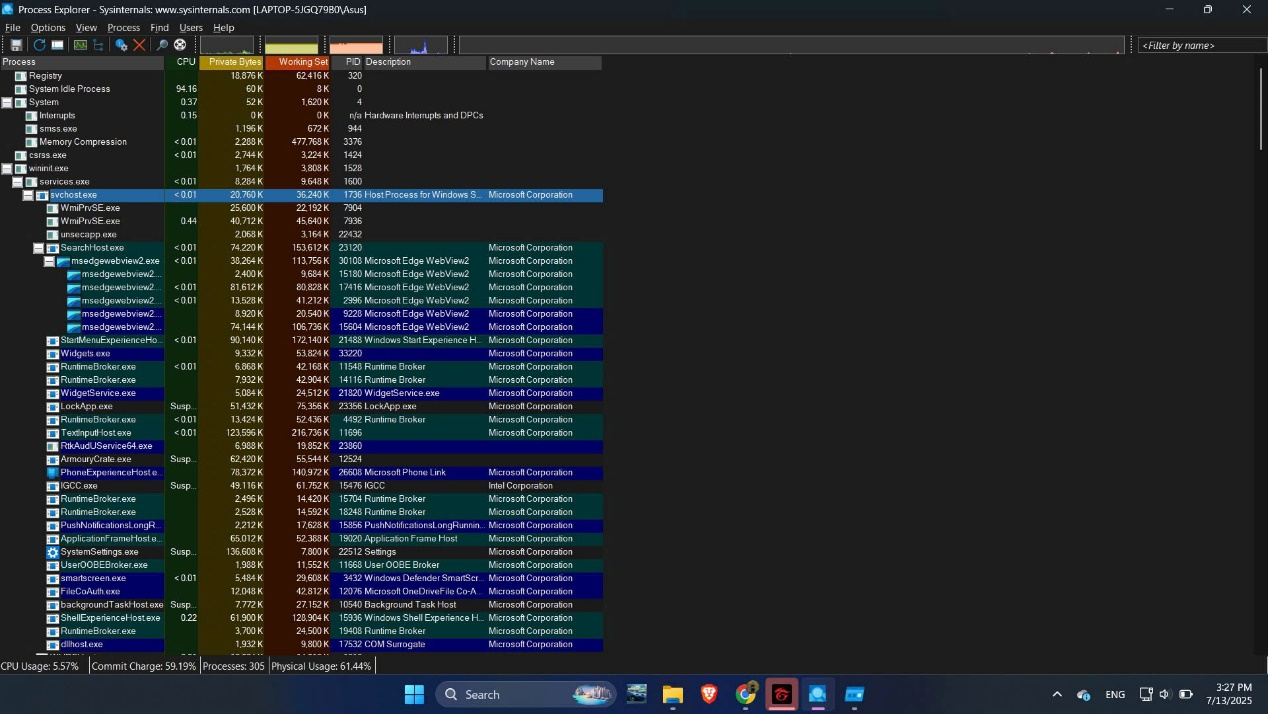 Process Explorer - Sysinternals: www.sysinternals.com [LAPTOP-5JGQ79B0\Asus]
File Options View Process Find Users Help
<Filter by name>
Process CPU Private Bytes Working Set PID Description Company Name
Registry 18,876 K 62,416 K 320
System Idle Process 94.16 60 K 8 K 0
System 0.37 52 K 1,620 K 4
Interrupts 0.15 0 K 0 K n/a Hardware Interrupts and DPCs
smss.exe 1,196 K 672 K 944
Memory Compression < 0.01 2,288 K 477,768 K 3376
csrss.exe < 0.01 2,744 K 3,224 K 1424
wininit.exe 1,764 K 3,808 K 1528
services.exe < 0.01 8,284 K 9,648 K 1600
svchost.exe < 0.01 20,760 K 36,240 K 1736 Host Process for Windows S... Microsoft Corporation
WmiPrvSE.exe 25,600 K 22,192 K 7904
WmiPrvSE.exe 0.44 40,712 K 45,640 K 7936
unsecapp.exe 2,068 K 3,164 K 22432
SearchHost.exe < 0.01 74,220 K 153,612 K 23120 Microsoft Corporation
msedgewebview2.exe < 0.01 38,264 K 113,756 K 30108 Microsoft Edge WebView2 Microsoft Corporation
msedgewebview2.... 2,400 K 9,684 K 15180 Microsoft Edge WebView2 Microsoft Corporation
msedgewebview2.... < 0.01 81,612 K 80,828 K 17416 Microsoft Edge WebView2 Microsoft Corporation
msedgewebview2.... < 0.01 13,528 K 41,212 K 2996 Microsoft Edge WebView2 Microsoft Corporation
msedgewebview2.... 8,920 K 20,540 K 9228 Microsoft Edge WebView2 Microsoft Corporation
msedgewebview2.... 74,144 K 106,736 K 15604 Microsoft Edge WebView2 Microsoft Corporation
StartMenuExperienceHo... < 0.01 90,140 K 172,140 K 21488 Windows Start Experience H... Microsoft Corporation
Widgets.exe 9,332 K 53,824 K 33220 Microsoft Corporation
RuntimeBroker.exe < 0.01 6,868 K 42,168 K 11548 Runtime Broker Microsoft Corporation
RuntimeBroker.exe 7,932 K 42,904 K 14116 Runtime Broker Microsoft Corporation
WidgetService.exe 5,084 K 24,512 K 21820 WidgetService.exe Microsoft Corporation
LockApp.exe Susp... 51,432 K 75,356 K 23356 LockApp.exe Microsoft Corporation
RuntimeBroker.exe < 0.01 13,424 K 52,436 K 4492 Runtime Broker Microsoft Corporation
TextInputHost.exe < 0.01 123,596 K 216,736 K 11696 Microsoft Corporation
RtkAudUService64.exe 6,988 K 19,852 K 23860
ArmouryCrate.exe Susp... 62,420 K 55,544 K 12524
PhoneExperienceHost.e... 78,372 K 140,972 K 26608 Microsoft Phone Link Microsoft Corporation
IGCC.exe Susp... 49,116 K 61,752 K 15476 IGCC Intel Corporation
RuntimeBroker.exe 2,496 K 14,420 K 15704 Runtime Broker Microsoft Corporation
RuntimeBroker.exe 2,528 K 14,592 K 18248 Runtime Broker Microsoft Corporation
PushNotificationsLongR... 2,212 K 17,628 K 15856 PushNotificationsLongRunnin... Microsoft Corporation
ApplicationFrameHost.e... 65,012 K 52,388 K 19020 Application Frame Host Microsoft Corporation
SystemSettings.exe Susp... 136,608 K 7,800 K 22512 Settings Microsoft Corporation
UserOOBEBroker.exe 1,988 K 11,552 K 11668 User OOBE Broker Microsoft Corporation
smartscreen.exe < 0.01 5,484 K 29,608 K 3432 Windows Defender SmartScr... Microsoft Corporation
FileCoAuth.exe 12,048 K 42,812 K 12076 Microsoft OneDriveFile Co-A... Microsoft Corporation
backgroundTaskHost.exe Susp... 7,772 K 27,152 K 10540 Background Task Host Microsoft Corporation
ShellExperienceHost.exe 0.22 61,900 K 128,904 K 15936 Windows Shell Experience H... Microsoft Corporation
RuntimeBroker.exe 3,700 K 24,500 K 19408 Runtime Broker Microsoft Corporation
dllhost.exe 1,932 K 9,800 K 17532 COM Surrogate Microsoft Corporation
CPU Usage: 5.57% Commit Charge: 59.19% Processes: 305 Physical Usage: 61.44%
Search
ENG
3:27 PM
7/13/2025